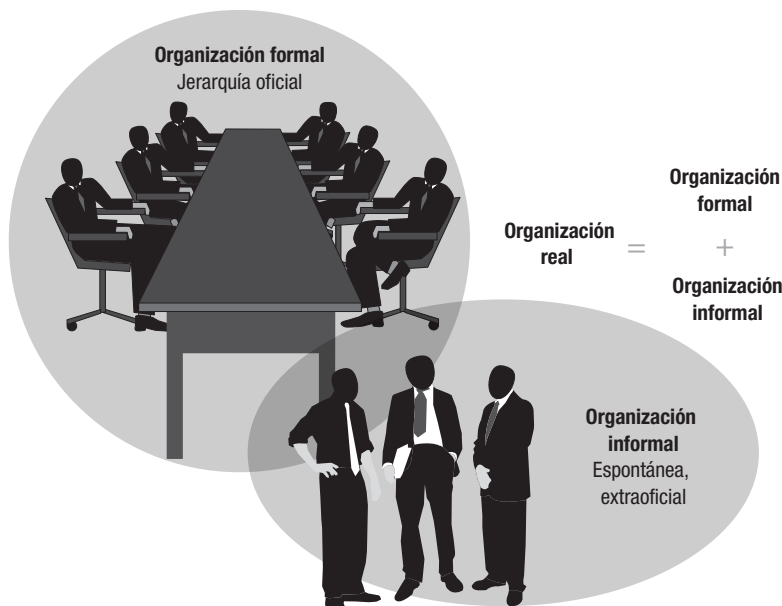 Organización formal
Jerarquía oficial
Organización
real
=
Organización
formal
+
Organización
informal
Organización
informal
Espontánea,
extraoficial